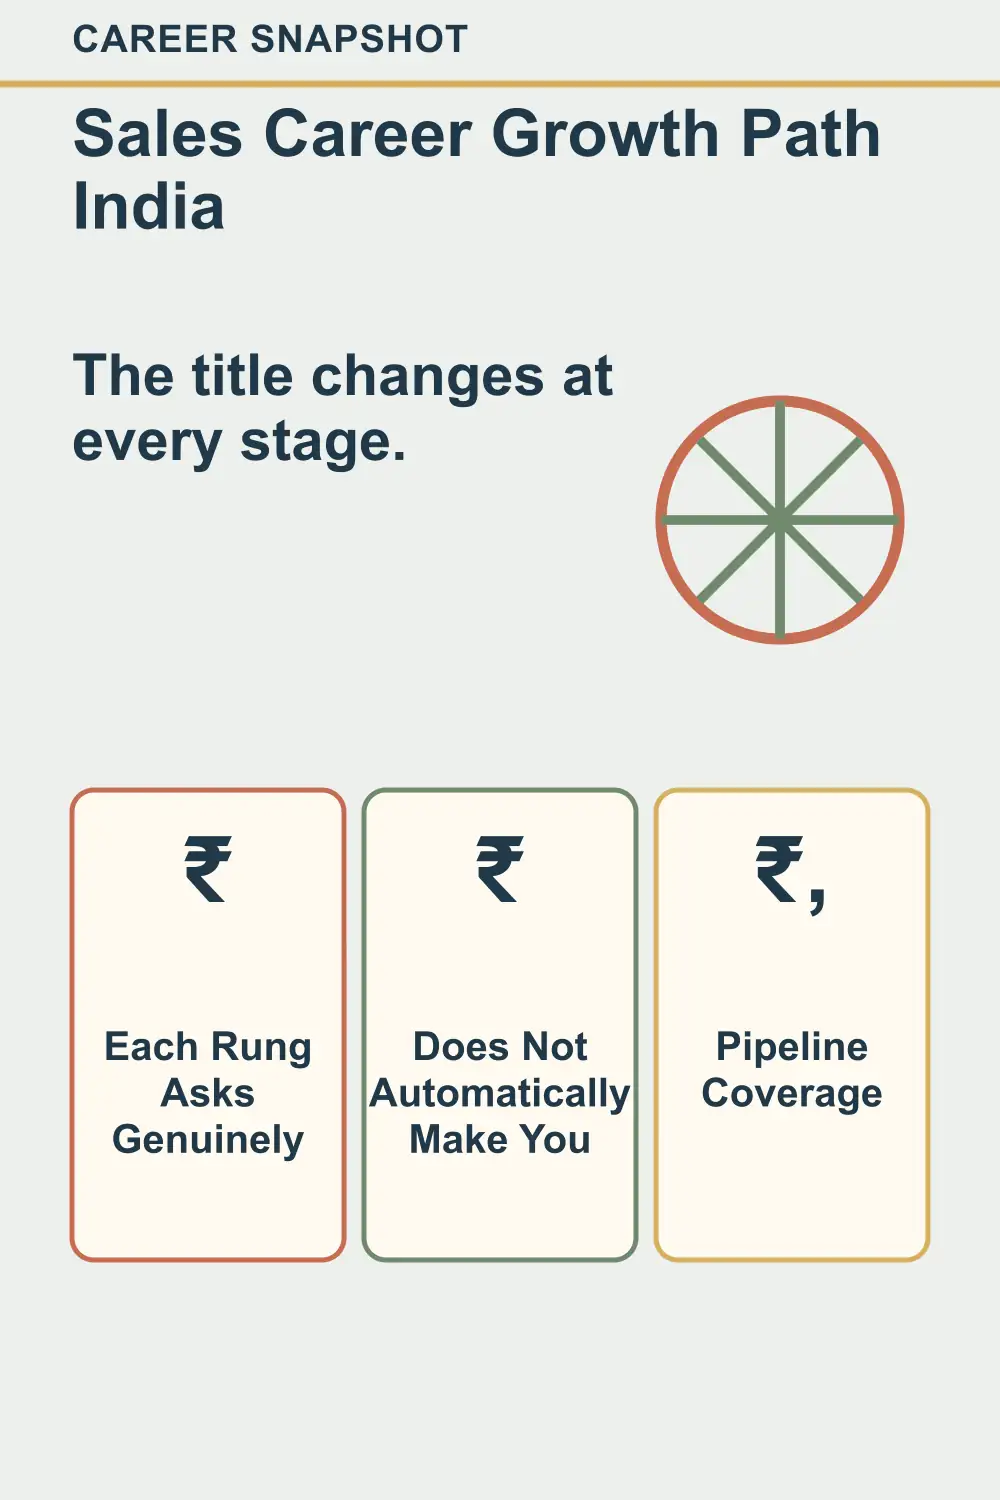 CAREER SNAPSHOT
Sales Career Growth Path
India
The title changes at
every stage.
₹
Each Rung
Asks
Genuinely
₹
Does Not
Automatically
Make You
₹,
Pipeline
Coverage